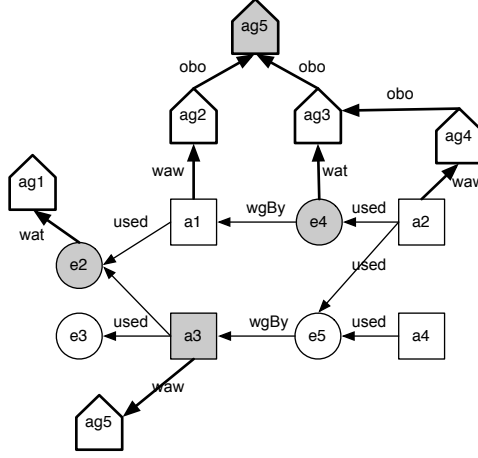 ag5
obo
obo
obo
ag2
ag3
ag4
waw
wat
waw
ag1
wat
used
a1
wgBy
e4
used
a2
e2
used
e3
used
a3
wgBy
e5
used
a4
waw
ag5